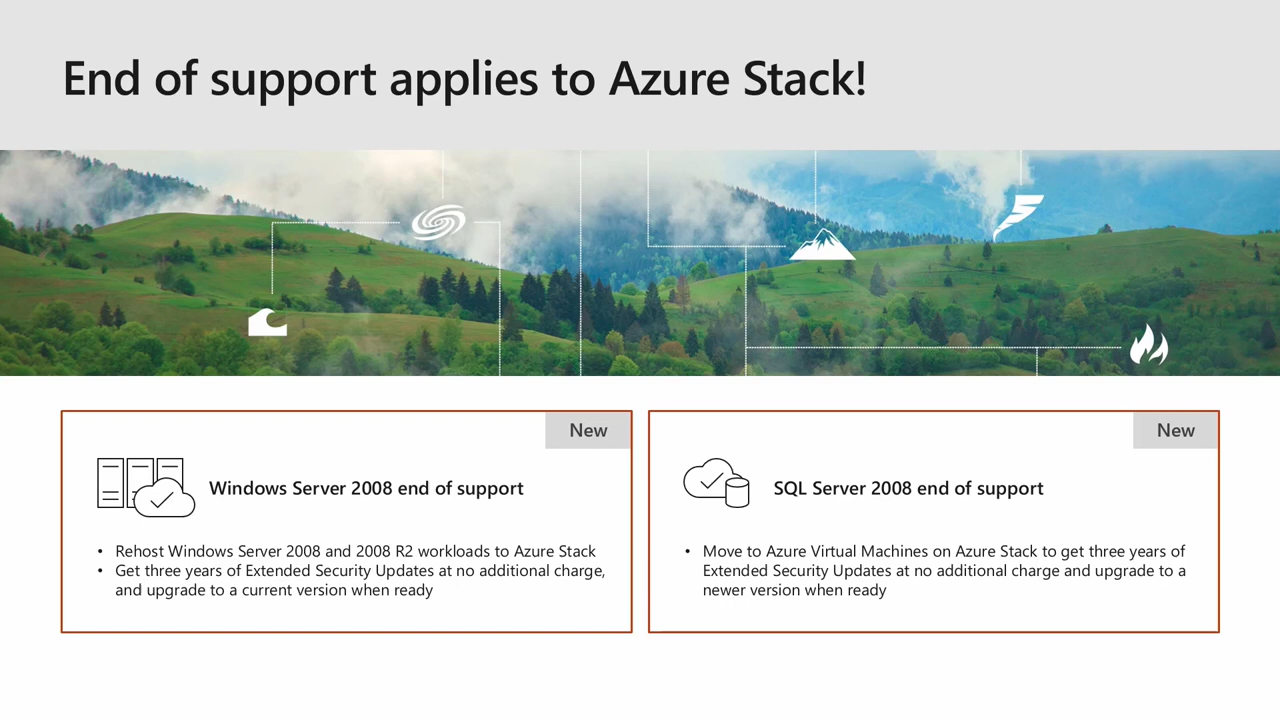 End of support applies to Azure Stack!
New
Windows Server 2008 end of support
• Rehost Windows Server 2008 and 2008 R2 workloads to Azure Stack
• Get three years of Extended Security Updates at no additional charge,
and upgrade to a current version when ready
New
SQL Server 2008 end of support
• Move to Azure Virtual Machines on Azure Stack to get three years of
Extended Security Updates at no additional charge and upgrade to a
newer version when ready